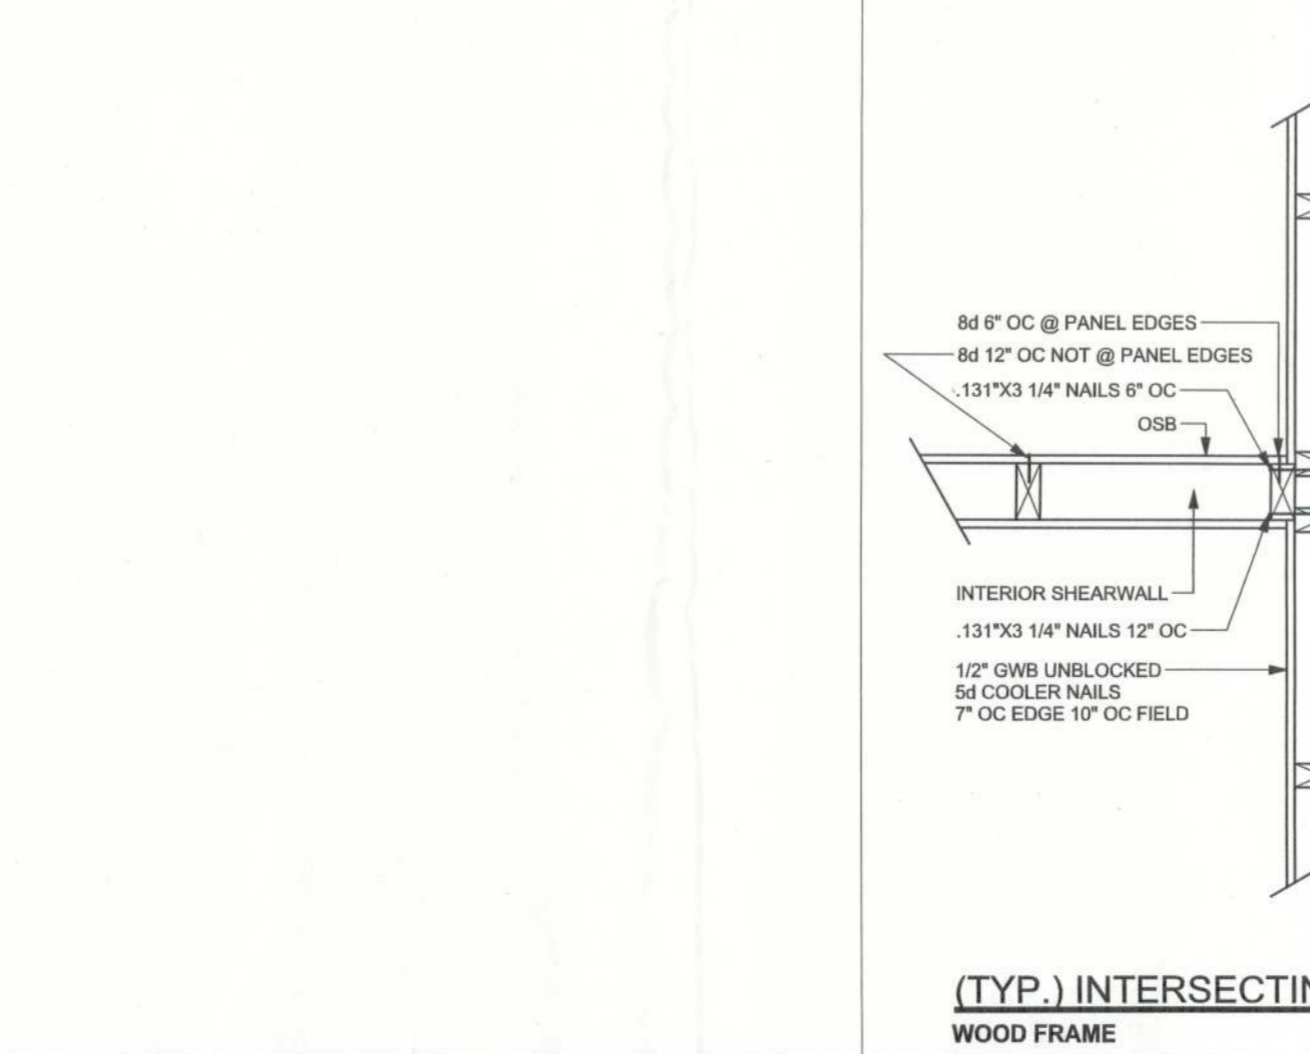 8d 6" OC @ PANEL EDGES
8d 12" OC NOT @ PANEL EDGES
.131"X3 1/4" NAILS 6" OC
OSB
INTERIOR SHEARWALL
.131"X3 1/4" NAILS 12" OC
1/2" GWB UNBLOCKED
5d COOLER NAILS
7" OC EDGE 10" OC FIELD
(TYP.) INTERSECTIN
WOOD FRAME